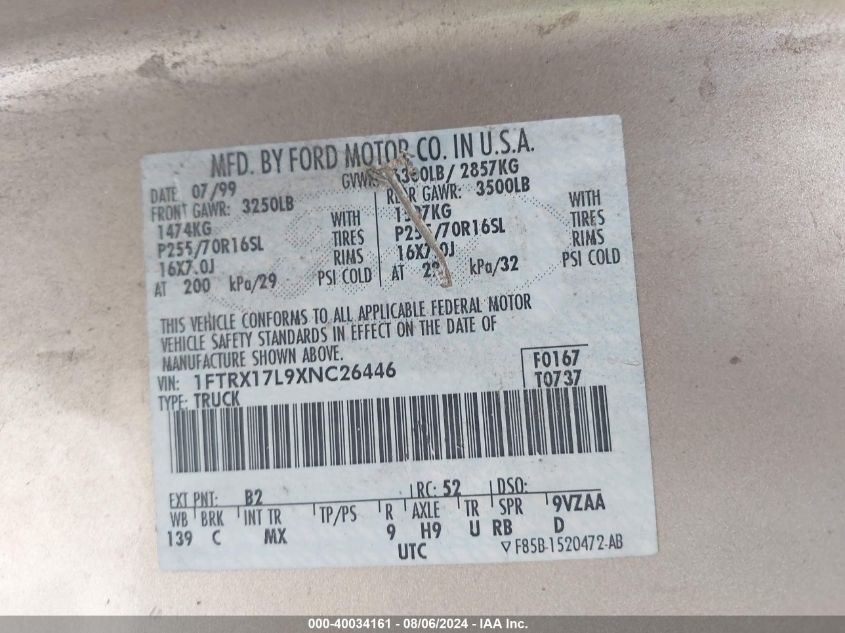 MFD. BY FORD MOTOR CO. IN U.S.A.
DATE 07/99 GVWR: LB/ 2857KG
FRONT GAWR: 3250LB REAR GAWR: 3500LB
1474KG WITH WITH
P255/70R16SL TIRES /70R16SL TIRES
16X7.0J RIMS 16X7.0J RIMS
AT 200 kPa/29 PSI COLD AT kPa/32 PSI COLD
THIS VEHICLE CONFORMS TO ALL APPLICABLE FEDERAL MOTOR
VEHICLE SAFETY STANDARDS IN EFFECT ON THE DATE OF
MANUFACTURE SHOWN ABOVE.
VIN: 1FTRX17L9XNC26446 F0167
TYPE: TRUCK T0737
EXT PNT: B2 RC: 52 DSO:
WB BRK INT TR TP/PS R AXLE TR SPR 9VZAA
139 C MX 9 H9 U RB D
UTC ▽ F85B-1520472-AB
000-40034161 - 08/06/2024 - IAA Inc.